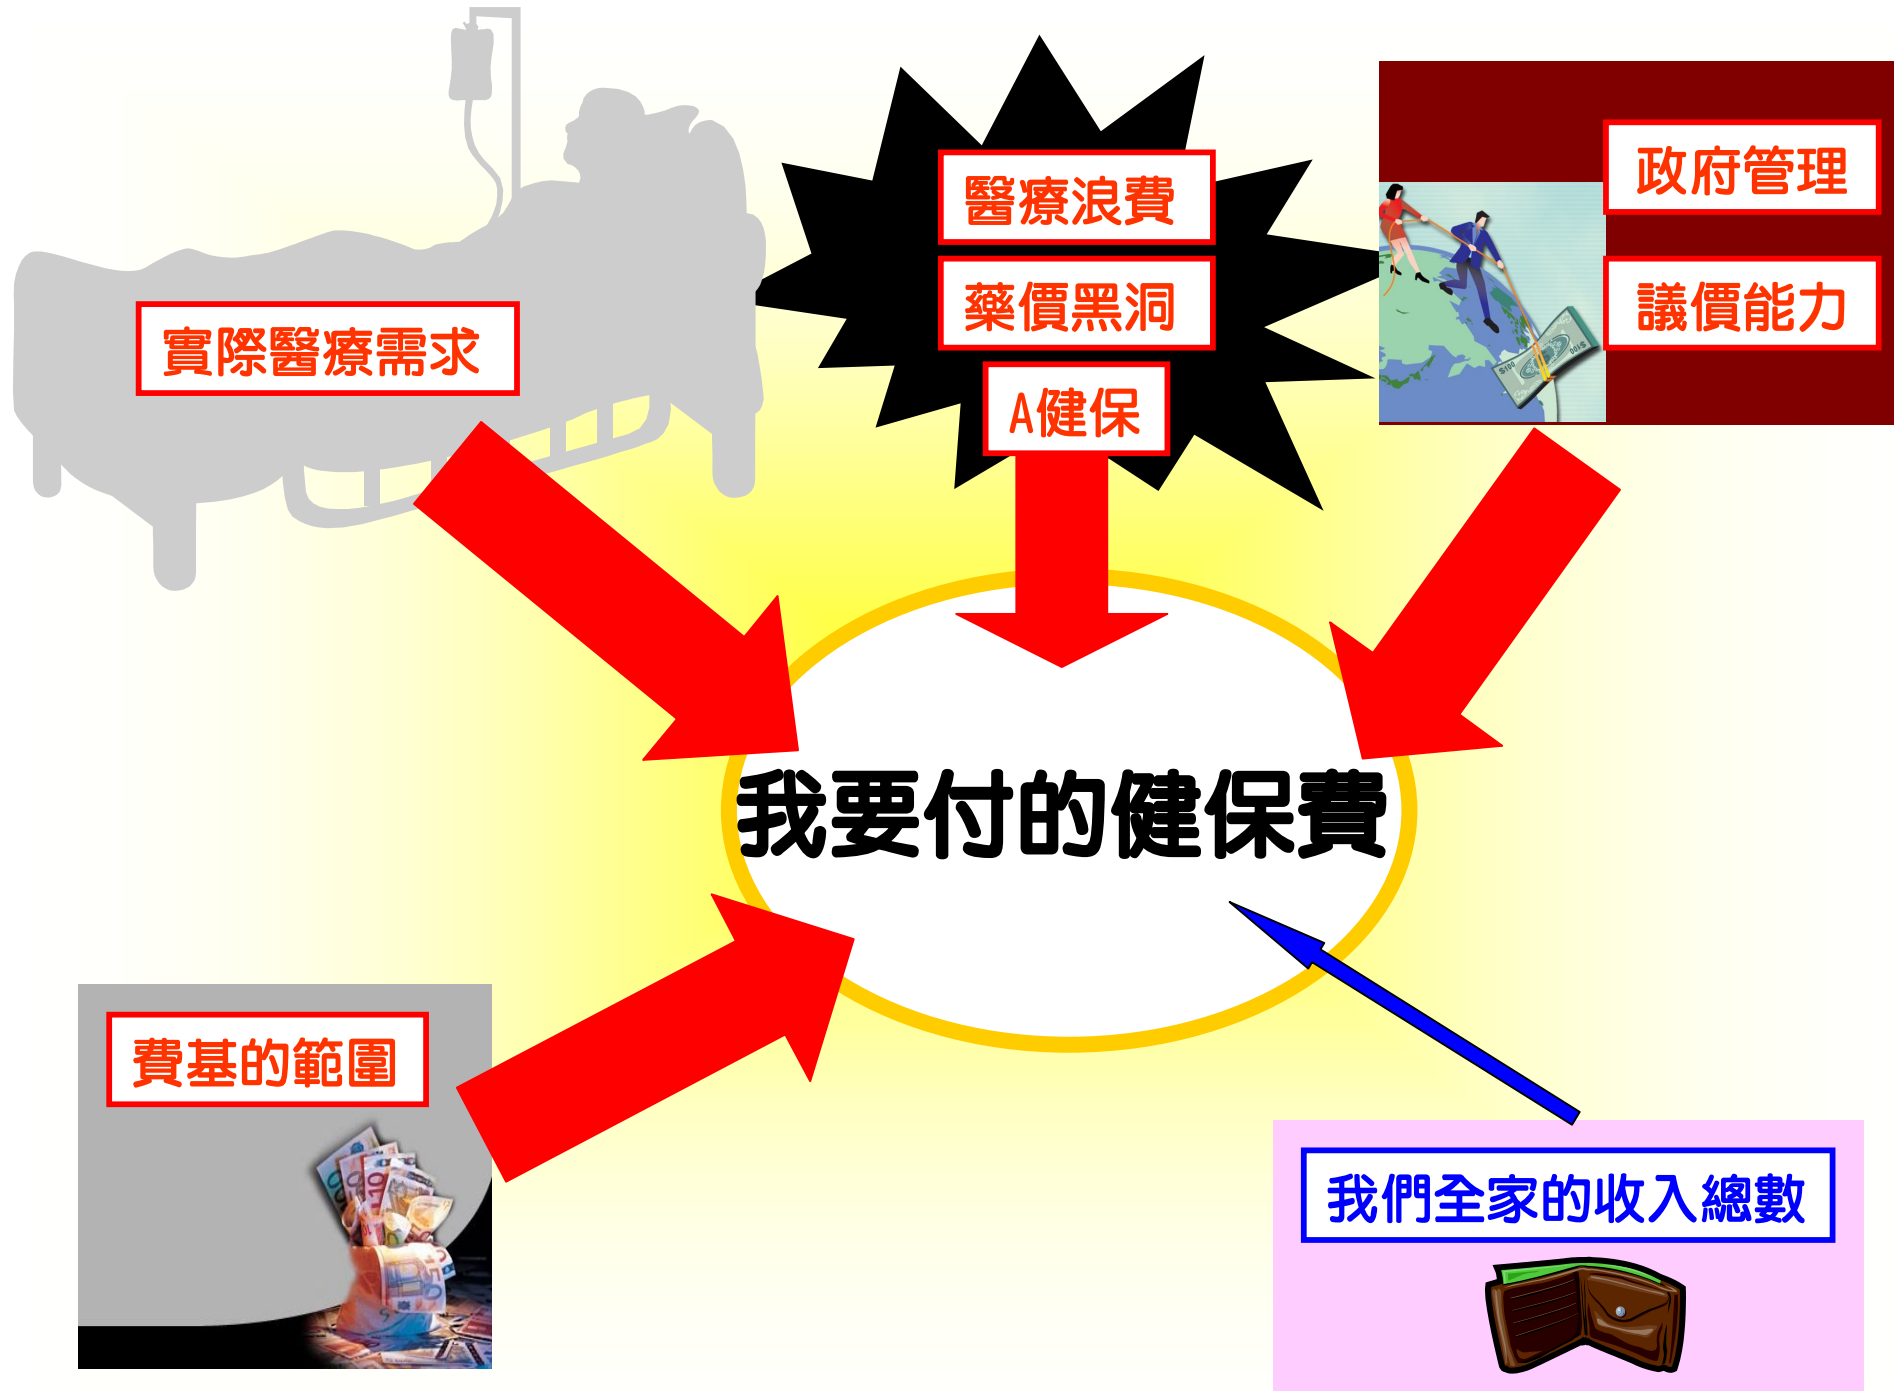 實際醫療需求
醫療浪費
藥價黑洞
A健保
政府管理
議價能力
$100
100$
我要付的健保費
費基的範圍
我們全家的收入總數